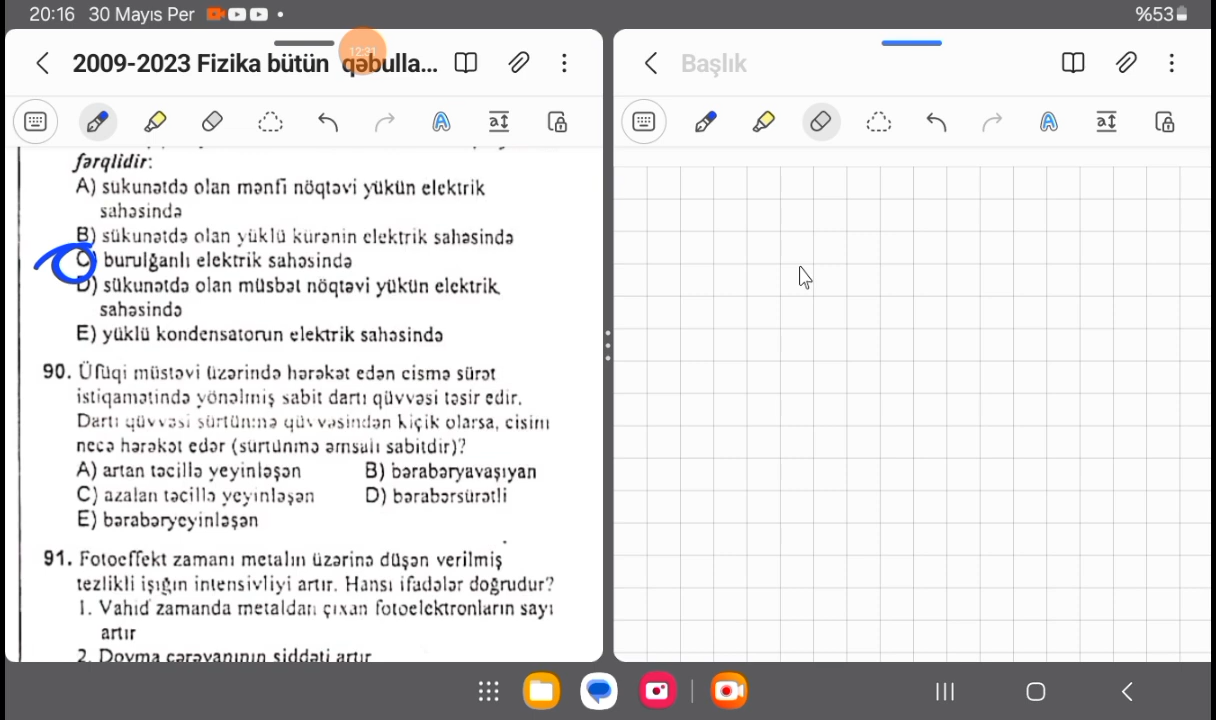 20:16 30 Mayıs Per
%53
12:31
2009-2023 Fizika bütün qəbulla...
Başlık
fərqlidir:
A) sükunətdə olan mənfi nöqtəvi yükün elektrik
sahəsində
B) sükunətdə olan yüklü kürənin elektrik sahəsində
C) burulğanlı elektrik sahəsində
D) sükunətdə olan müsbət nöqtəvi yükün elektrik
sahəsində
E) yüklü kondensatorun elektrik sahəsində
90. Üfüqi müstəvi üzərində hərəkət edən cismə sürət
istiqamətində yönəlmiş sabit dartı qüvvəsi təsir edir.
Dartı qüvvəsi sürtünmə qüvvəsindən kiçik olarsa, cisim
necə hərəkət edər (sürtünmə əmsalı sabitdir)?
A) artan təcillə yeyinləşən B) bərabəryavaşıyan
C) azalan təcillə yeyinləşən D) bərabərsürətli
E) bərabəryeyinləşən
91. Fotoeffekt zamanı metalın üzərinə düşən verilmiş
tezlikli işığın intensivliyi artır. Hansı ifadələr doğrudur?
1. Vahid zamanda metaldan çıxan fotoelektronların sayı
artır
2. Doyma cərəyanının şiddəti artır